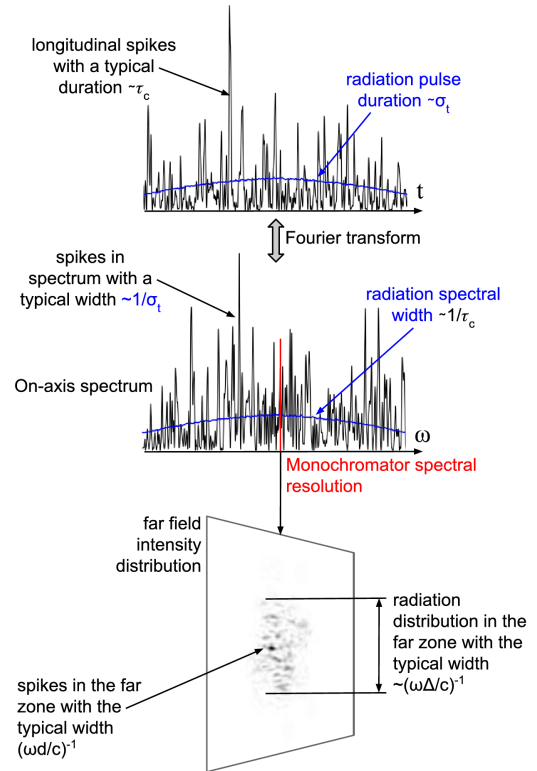 longitudinal spikes
with a typical
duration ~τc
radiation pulse
duration ~σt
t
Fourier transform
spikes in
spectrum with a
typical width ~1/σt
radiation spectral
width ~1/τc
On-axis spectrum
ω
Monochromator spectral
resolution
far field
intensity
distribution
radiation
distribution in the
far zone with the
typical width
~(ωΔ/c)-1
spikes in the far
zone with the
typical width
(ωd/c)-1